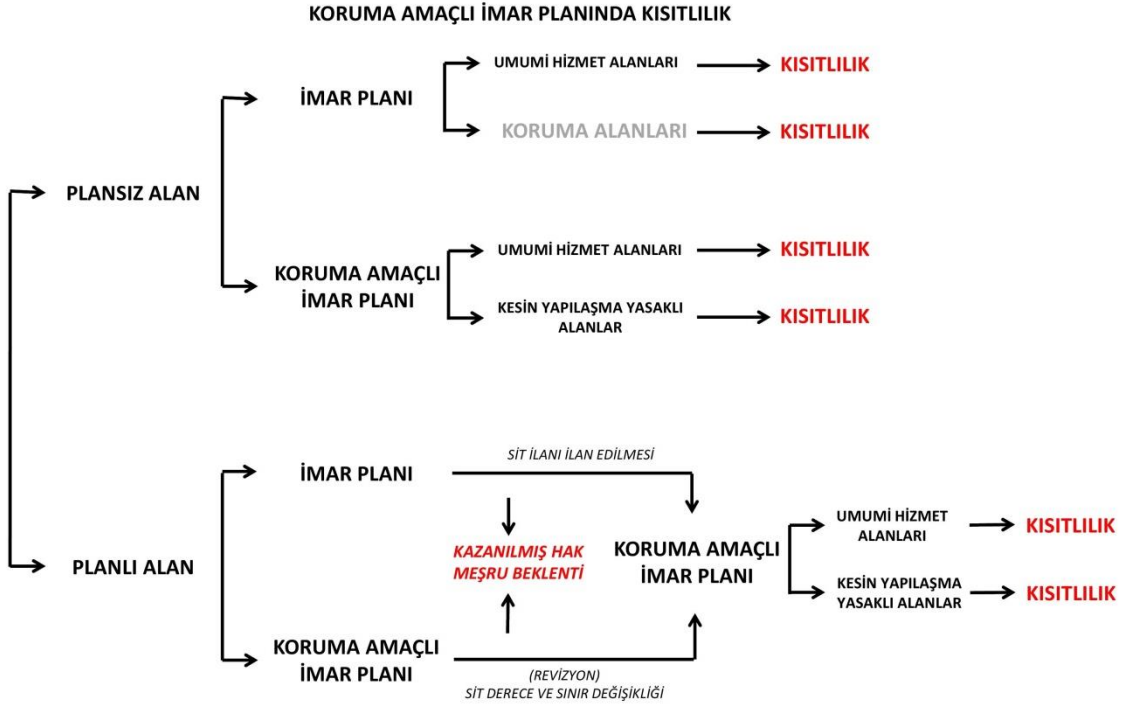 KORUMA AMAÇLI İMAR PLANINDA KISITLILIK
UMUMİ HİZMET ALANLARI
KISITLILIK
İMAR PLANI
KORUMA ALANLARI
KISITLILIK
PLANSIZ ALAN
UMUMİ HİZMET ALANLARI
KISITLILIK
KORUMA AMAÇLI
İMAR PLANI
KESİN YAPILAŞMA YASAKLI
ALANLAR
KISITLILIK
SİT İLANI İLAN EDİLMESİ
İMAR PLANI
UMUMİ HİZMET
ALANLARI
KISITLILIK
KAZANILMIŞ HAK
MEŞRU BEKLENTİ
KORUMA AMAÇLI
İMAR PLANI
PLANLI ALAN
KESİN YAPILAŞMA
YASAKLI ALANLAR
KISITLILIK
KORUMA AMAÇLI
İMAR PLANI
(REVİZYON)
SİT DERECE VE SINIR DEĞİŞİKLİĞİ